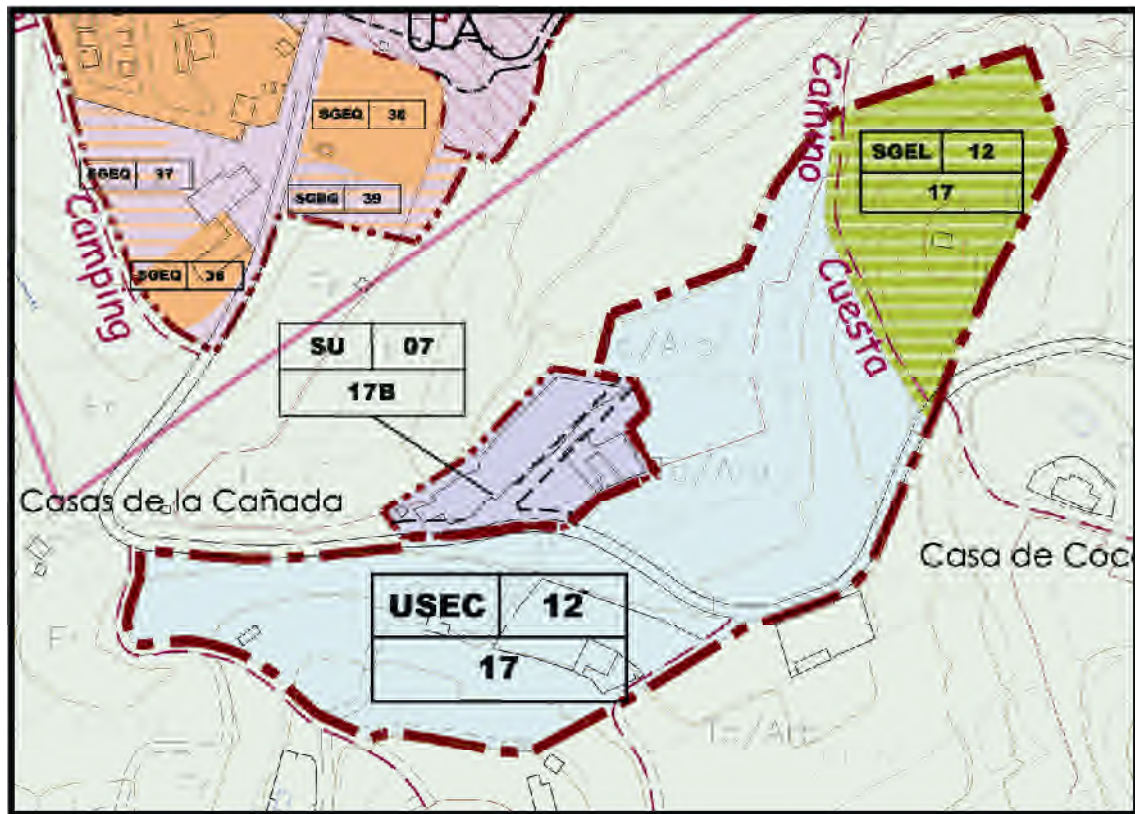 A
SGEQ 38
SGEQ 37
SGBG 39
SGEQ 36
Camping
Camino
Cuesta
SGEL 12
17
SU 07
17B
Casas de la Cañada
Casa de Coc
USEC 12
17